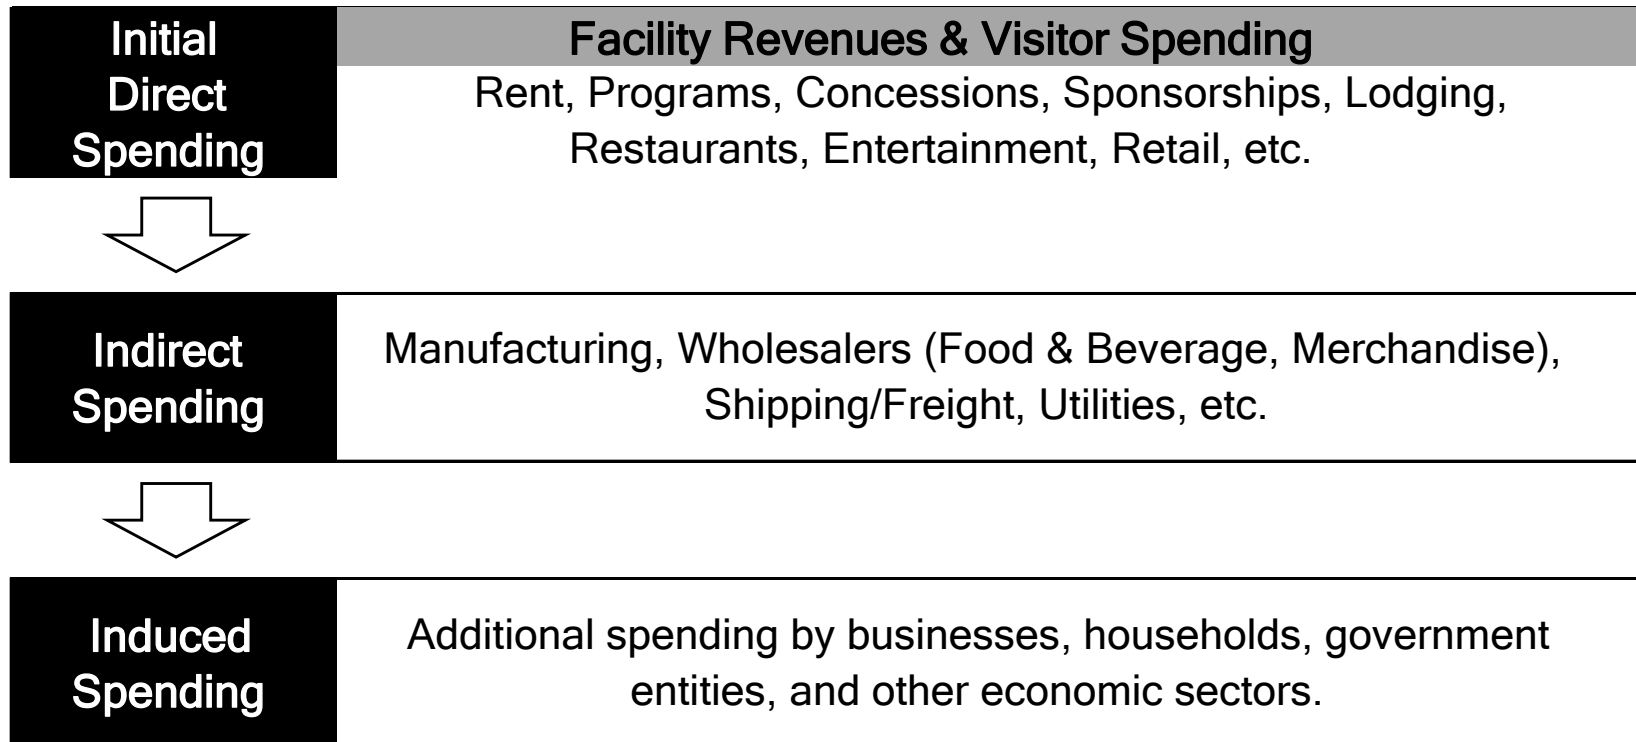 Initial
Direct
Spending
Facility Revenues & Visitor Spending
Rent, Programs, Concessions, Sponsorships, Lodging,
Restaurants, Entertainment, Retail, etc.
Indirect
Spending
Manufacturing, Wholesalers (Food & Beverage, Merchandise),
Shipping/Freight, Utilities, etc.
Induced
Spending
Additional spending by businesses, households, government
entities, and other economic sectors.